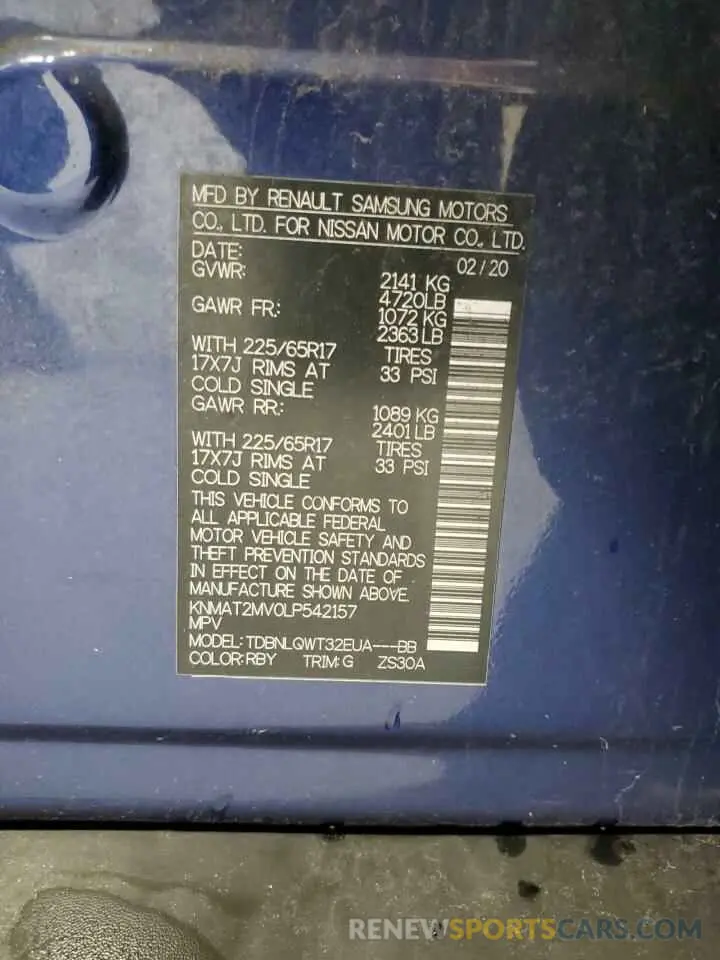 MFD BY RENAULT SAMSUNG MOTORS
CO., LTD. FOR NISSAN MOTOR CO., LTD.
DATE: 02/20
GVWR: 2141 KG
4720LB
GAWR FR: 1072 KG
2363LB
WITH 225/65R17 TIRES
17X7J RIMS AT 33 PSI
COLD SINGLE
GAWR RR: 1089 KG
2401LB
WITH 225/65R17 TIRES
17X7J RIMS AT 33 PSI
COLD SINGLE
THIS VEHICLE CONFORMS TO
ALL APPLICABLE FEDERAL
MOTOR VEHICLE SAFETY AND
THEFT PREVENTION STANDARDS
IN EFFECT ON THE DATE OF
MANUFACTURE SHOWN ABOVE.
KNMAT2MV0LP542157
MPV
MODEL: TDBNLQWT32EUA---BB
COLOR: RBY TRIM: G ZS30A
RENEWSPORTSCARS.COM